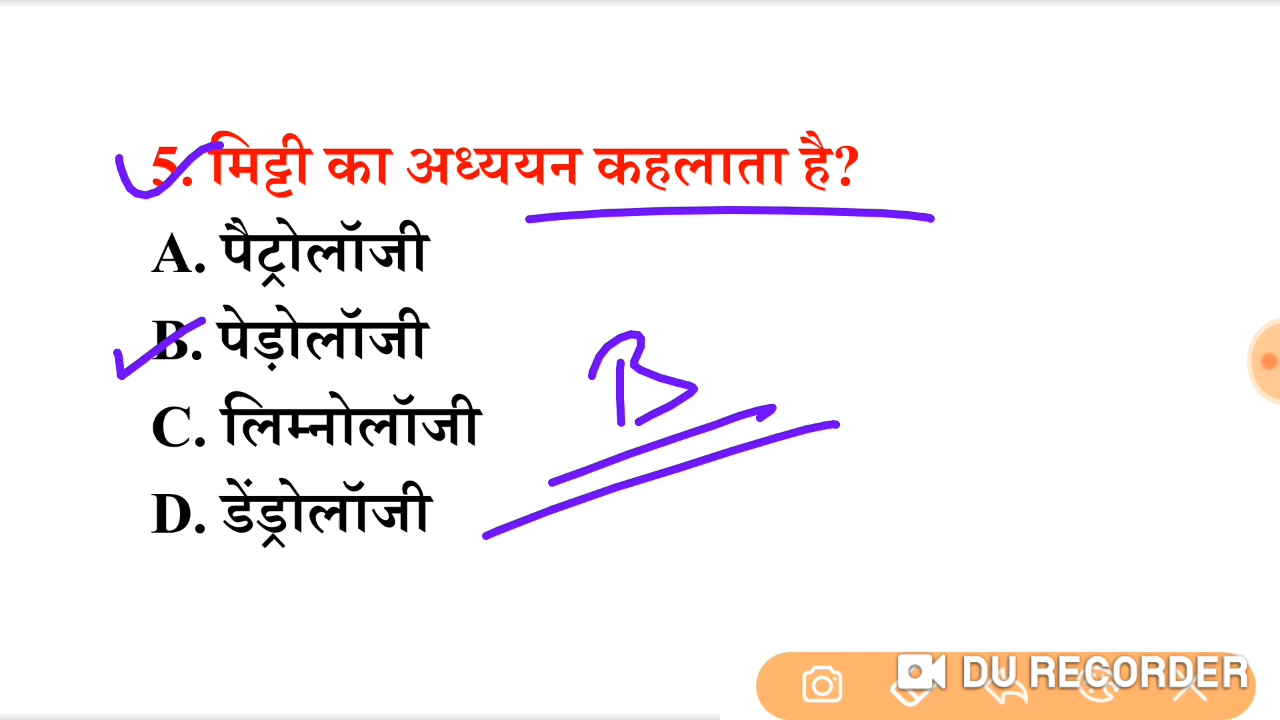 5. मिट्टी का अध्ययन कहलाता है?
A. पैट्रोलॉजी
B. पेड़ोलॉजी
B
C. लिम्नोलॉजी
D. डेंड्रोलॉजी
DU RECORDER